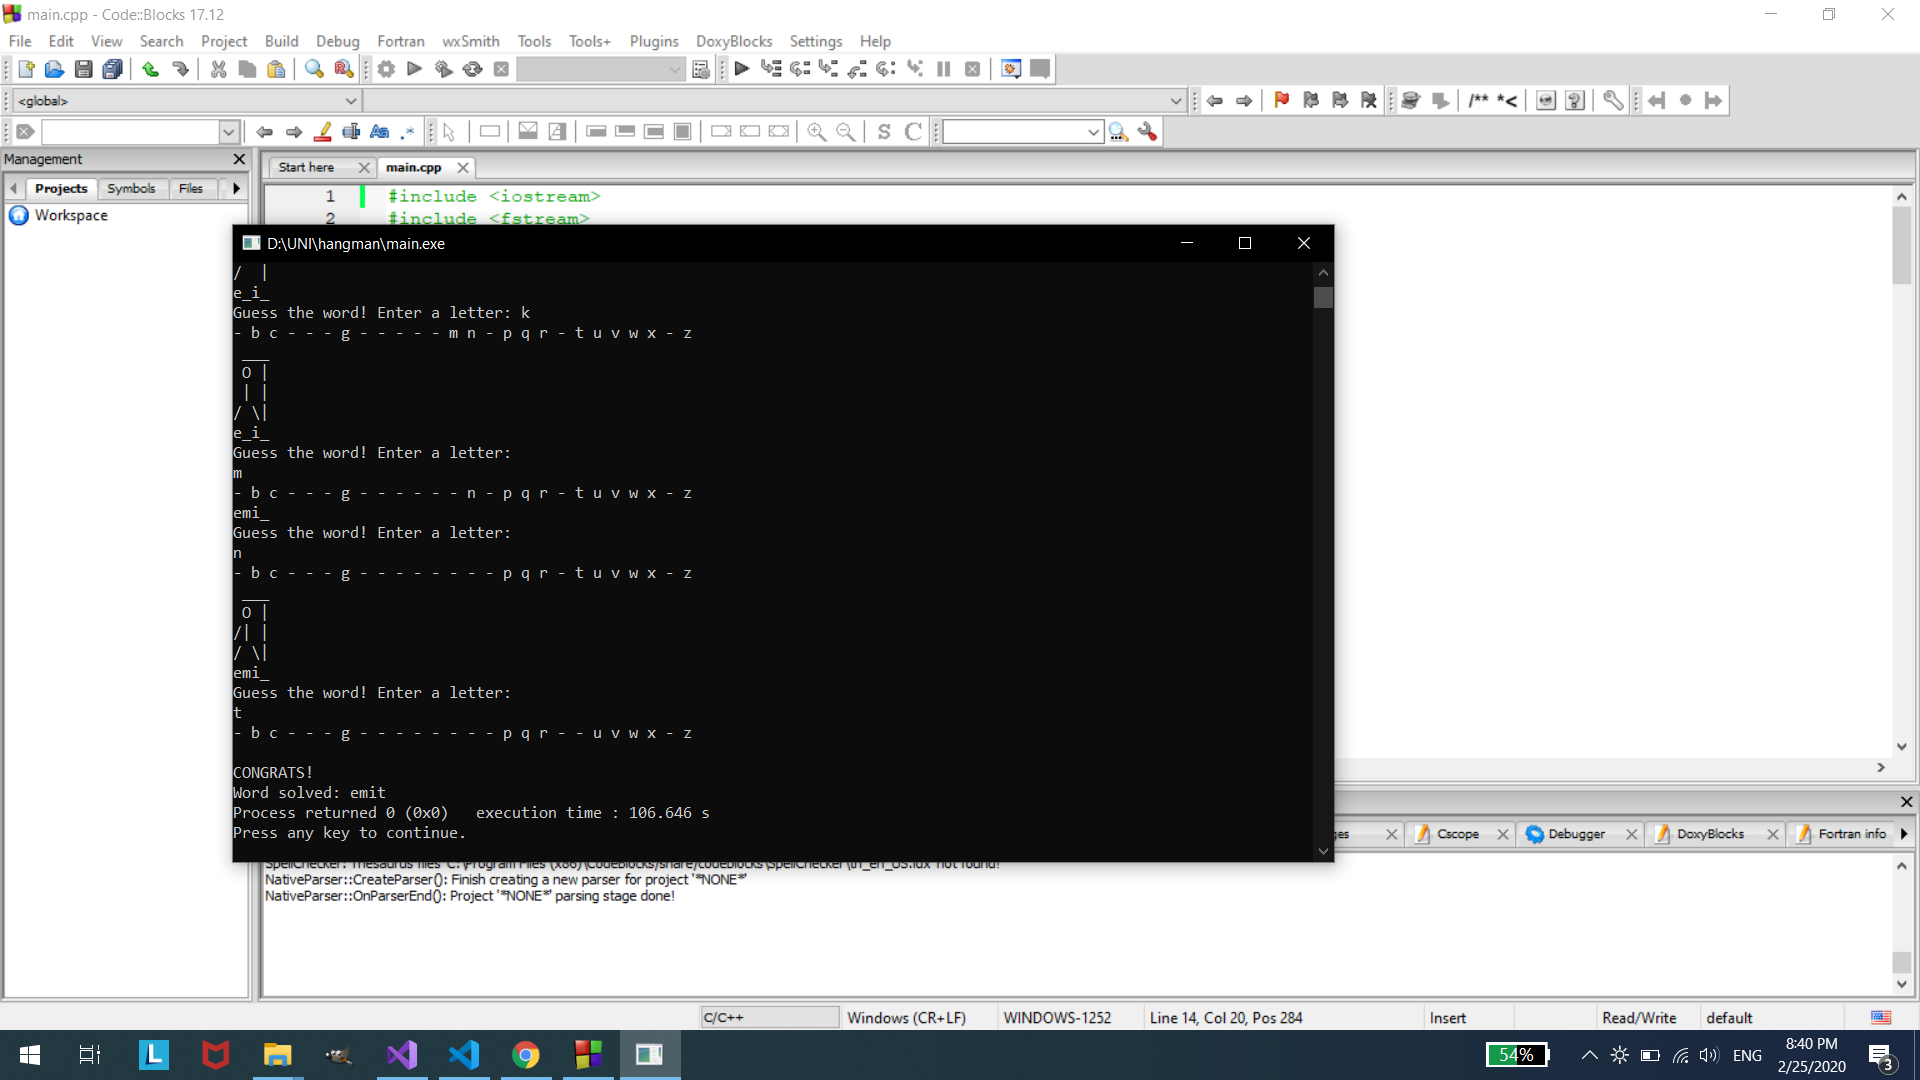 main.cpp - Code::Blocks 17.12
File Edit View Search Project Build Debug Fortran wxSmith Tools Tools+ Plugins DoxyBlocks Settings Help
<global>
/** *<
S C
Management
Start here main.cpp
Projects Symbols Files
Workspace
1 #include <iostream>
2 #include <fstream>
D:\UNI\hangman\main.exe
/  |
e_i_
Guess the word! Enter a letter: k
- b c - - - g - - - - - m n - p q r - t u v w x - z
 ___
 O |
 | |
/ \|
e_i_
Guess the word! Enter a letter:
m
- b c - - - g - - - - - - n - p q r - t u v w x - z
emi_
Guess the word! Enter a letter:
n
- b c - - - g - - - - - - - - p q r - t u v w x - z
 ___
 O |
/| |
/ \|
emi_
Guess the word! Enter a letter:
t
- b c - - - g - - - - - - - - p q r - - u v w x - z
CONGRATS!
Word solved: emit
Process returned 0 (0x0)   execution time : 106.646 s
Press any key to continue.
Cscope Debugger DoxyBlocks Fortran info
NativeParser::CreateParser(): Finish creating a new parser for project '*NONE*'
NativeParser::OnParserEnd(): Project '*NONE*' parsing stage done!
C/C++ Windows (CR+LF) WINDOWS-1252 Line 14, Col 20, Pos 284 Insert Read/Write default
54% ENG 8:40 PM
2/25/2020
3